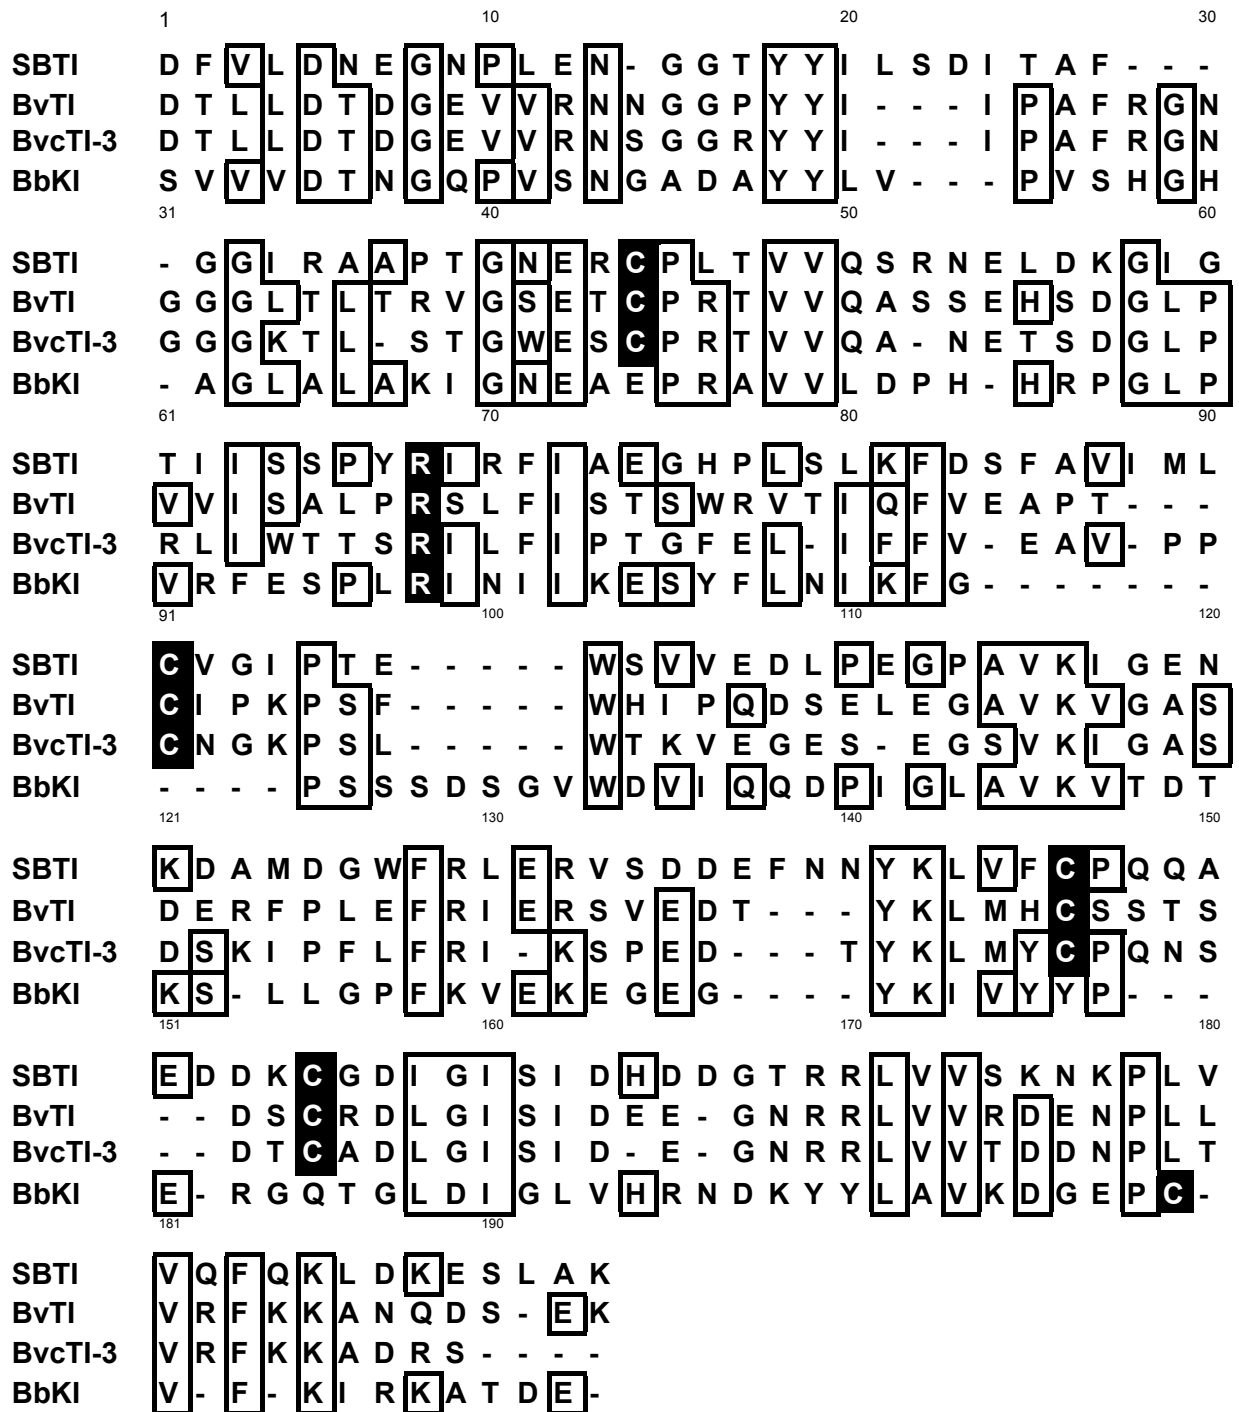 1 10 20 30
SBTI D F V L D N E G N P L E N - G G T Y Y I L S D I T A F - - -
BvTI D T L L D T D G E V V R N N G G P Y Y I - - - I P A F R G N
BvcTI-3 D T L L D T D G E V V R N S G G R Y Y I - - - I P A F R G N
BbKI S V V V D T N G Q P V S N G A D A Y Y L V - - - P V S H G H
31 40 50 60
SBTI - G G I R A A P T G N E R C P L T V V Q S R N E L D K G I G
BvTI G G G L T L T R V G S E T C P R T V V Q A S S E H S D G L P
BvcTI-3 G G G K T L - S T G W E S C P R T V V Q A - N E T S D G L P
BbKI - A G L A L A K I G N E A E P R A V V L D P H - H R P G L P
61 70 80 90
SBTI T I I S S P Y R I R F I A E G H P L S L K F D S F A V I M L
BvTI V V I S A L P R S L F I S T S W R V T I Q F V E A P T - - -
BvcTI-3 R L I W T T S R I L F I P T G F E L - I F F V - E A V - P P
BbKI V R F E S P L R I N I I K E S Y F L N I K F G - - - - - - -
91 100 110 120
SBTI C V G I P T E - - - - - W S V V E D L P E G P A V K I G E N
BvTI C I P K P S F - - - - - W H I P Q D S E L E G A V K V G A S
BvcTI-3 C N G K P S L - - - - - W T K V E G E S - E G S V K I G A S
BbKI - - - - P S S S D S G V W D V I Q Q D P I G L A V K V T D T
121 130 140 150
SBTI K D A M D G W F R L E R V S D D E F N N Y K L V F C P Q Q A
BvTI D E R F P L E F R I E R S V E D T - - - Y K L M H C S S T S
BvcTI-3 D S K I P F L F R I - K S P E D - - - T Y K L M Y C P Q N S
BbKI K S - L L G P F K V E K E G E G - - - - Y K I V Y Y P - - -
151 160 170 180
SBTI E D D K C G D I G I S I D H D D G T R R L V V S K N K P L V
BvTI - - D S C R D L G I S I D E E - G N R R L V V R D E N P L L
BvcTI-3 - - D T C A D L G I S I D - E - G N R R L V V T D D N P L T
BbKI E - R G Q T G L D I G L V H R N D K Y Y L A V K D G E P C -
181 190
SBTI V Q F Q K L D K E S L A K
BvTI V R F K K A N Q D S - E K
BvcTI-3 V R F K K A D R S - - - -
BbKI V - F - K I R K A T D E -